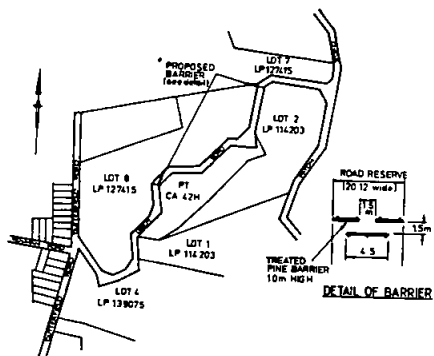 LOT 7
LP 127415
PROPOSED
BARRIER
(see detail)
LOT 2
LP 114203
LOT 8
LP 127415
PT
CA 42H
LOT 1
LP 114203
LOT 4
LP 139075
ROAD RESERVE
(20.12 wide)
1.5
m
1.5m
4.5
TREATED
PINE BARRIER
1.0m HIGH
DETAIL OF BARRIER